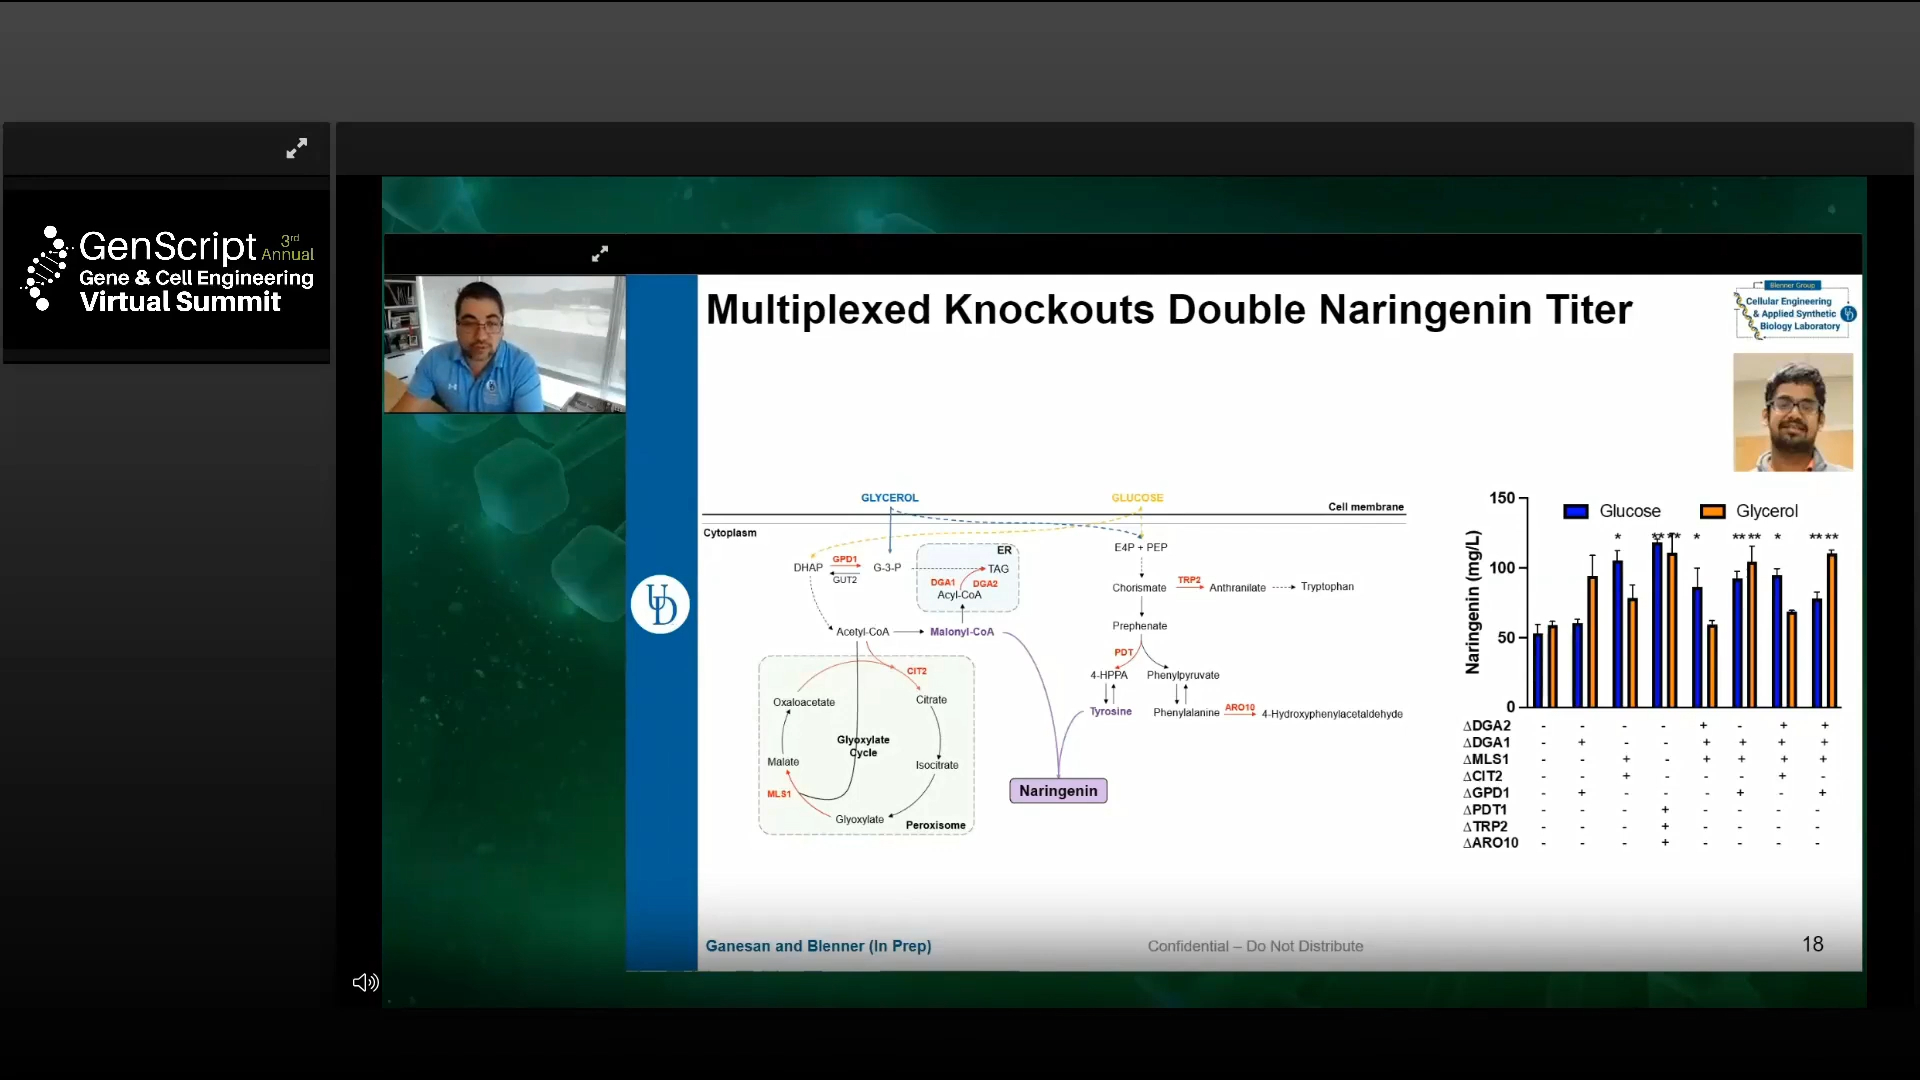 GenScript 3rd Annual
Gene & Cell Engineering
Virtual Summit
Multiplexed Knockouts Double Naringenin Titer
Blenner Group
Cellular Engineering
& Applied Synthetic
Biology Laboratory
UD
GLYCEROL
GLUCOSE
Cell membrane
Cytoplasm
ER
E4P + PEP
DHAP
GPD1
GUT2
G-3-P
TAG
DGA1
DGA2
Acyl-CoA
Chorismate
TRP2
Anthranilate
Tryptophan
Acetyl-CoA
Malonyl-CoA
Prephenate
PDT
CIT2
4-HPPA
Phenylpyruvate
Oxaloacetate
Citrate
Tyrosine
Phenylalanine
ARO10
4-Hydroxyphenylacetaldehyde
Glyoxylate
Cycle
Malate
Isocitrate
MLS1
Glyoxylate
Peroxisome
Naringenin
Naringenin (mg/L)
150
100
50
0
Glucose
Glycerol
* ** ** * ** ** * ** **
ΔDGA2 - - - - + - + +
ΔDGA1 - + - - + + + +
ΔMLS1 - - + - + + + +
ΔCIT2 - - + - - - + -
ΔGPD1 - + - - - + - +
ΔPDT1 - - - + - - - -
ΔTRP2 - - - + - - - -
ΔARO10 - - - + - - - -
Ganesan and Blenner (In Prep)
Confidential – Do Not Distribute
18